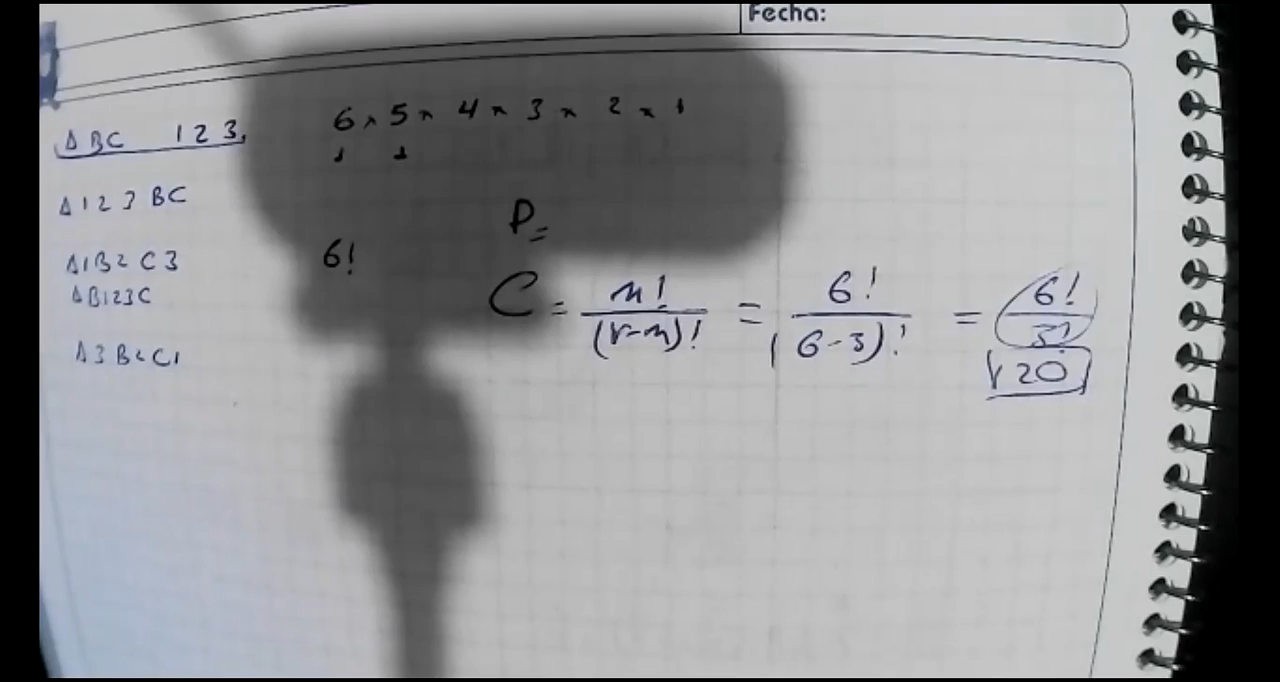 Fecha:
ABC 123
6 x 5 x 4 x 3 x 2 x 1
A123BC
P=
A1B2C3
6!
AB123C
C = n! / (r-n)! = 6! / (6-3)! = 6! / 3!
120
A3B2C1